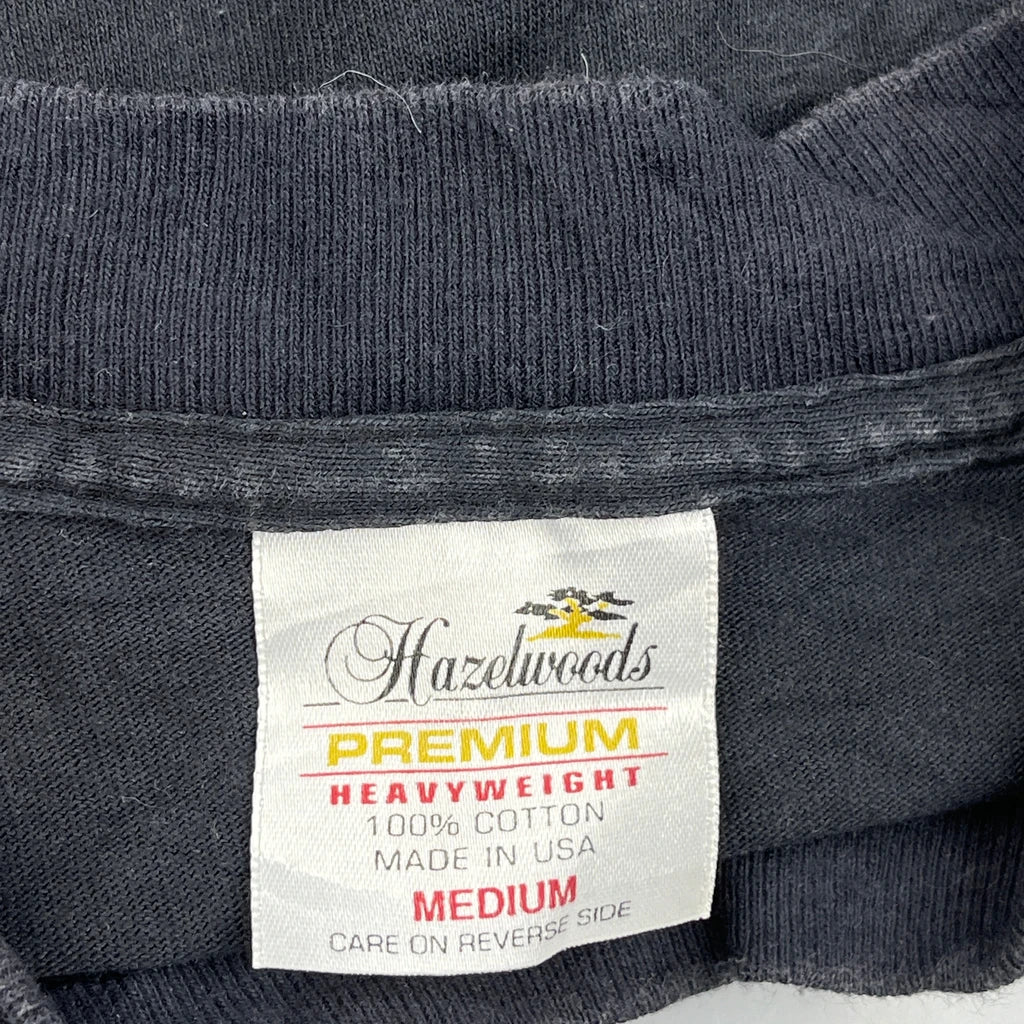 Hazelwoods
PREMIUM
HEAVYWEIGHT
100% COTTON
MADE IN USA
MEDIUM
CARE ON REVERSE SIDE